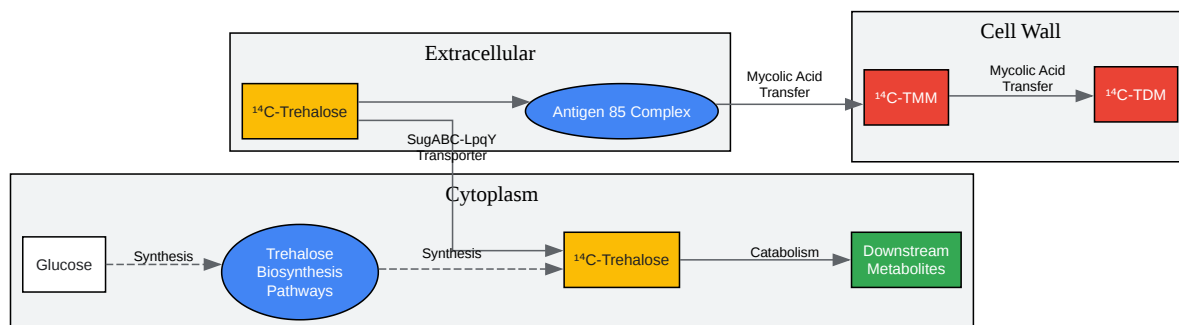 Extracellular
Cell Wall
¹⁴C-Trehalose
Antigen 85 Complex
Mycolic Acid
Transfer
¹⁴C-TMM
Mycolic Acid
Transfer
¹⁴C-TDM
SugABC-LpqY
Transporter
Cytoplasm
Glucose
Synthesis
Trehalose
Biosynthesis
Pathways
Synthesis
¹⁴C-Trehalose
Catabolism
Downstream
Metabolites